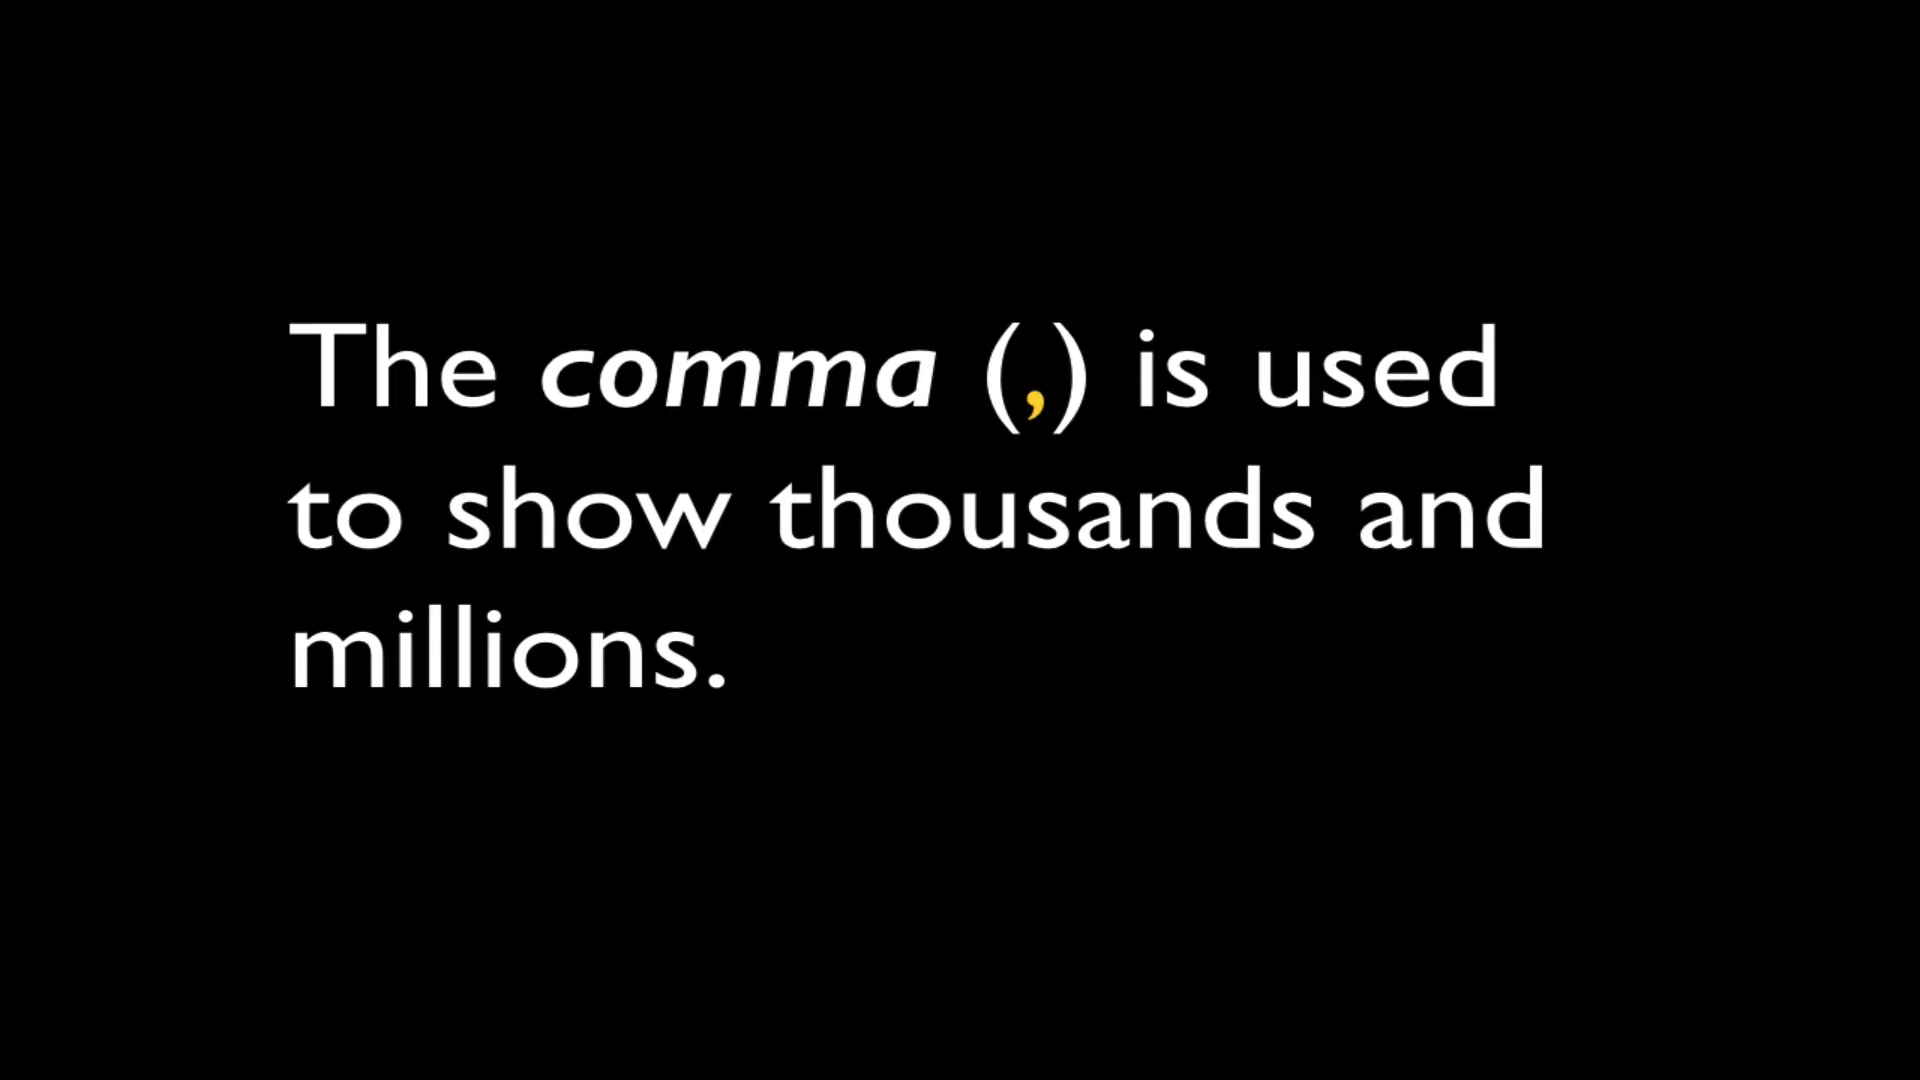 The comma (,) is used
to show thousands and
millions.